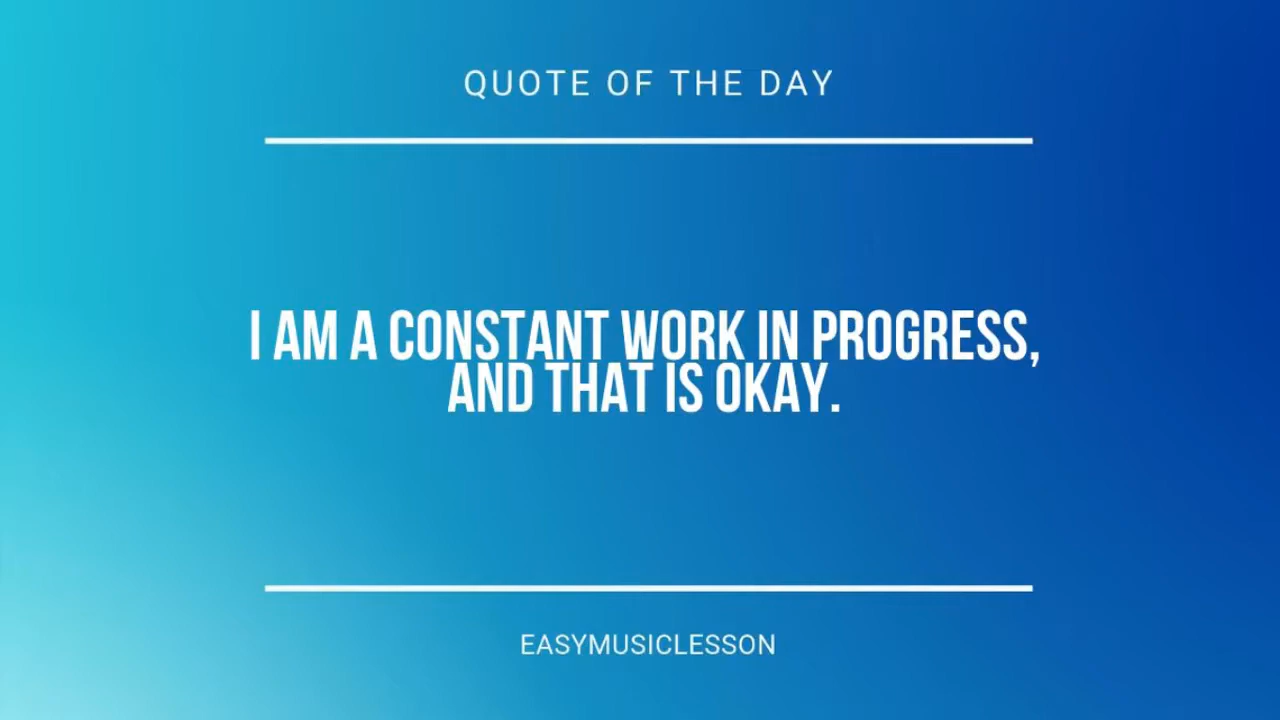 QUOTE OF THE DAY
I AM A CONSTANT WORK IN PROGRESS,
AND THAT IS OKAY.
EASYMUSICLESSON